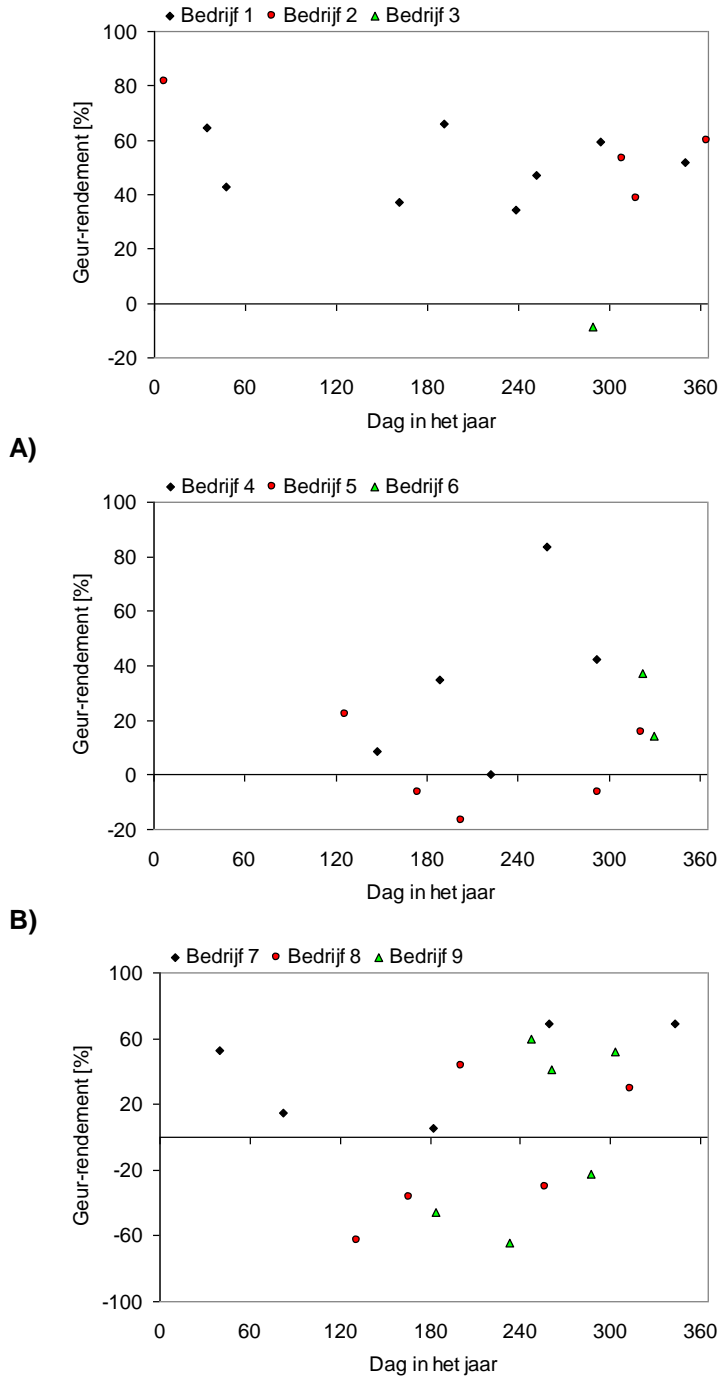 Bedrijf 1 Bedrijf 2 Bedrijf 3
100
80
60
40
20
0
-20
Geur-rendement [%]
0 60 120 180 240 300 360
Dag in het jaar
A)
Bedrijf 4 Bedrijf 5 Bedrijf 6
100
80
60
40
20
0
-20
Geur-rendement [%]
0 60 120 180 240 300 360
Dag in het jaar
B)
Bedrijf 7 Bedrijf 8 Bedrijf 9
100
60
20
-20
-60
-100
Geur-rendement [%]
0 60 120 180 240 300 360
Dag in het jaar